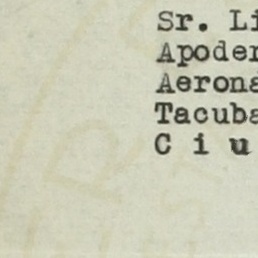 Sr. Li
Apoder
Aerona
Tacuba
C i u